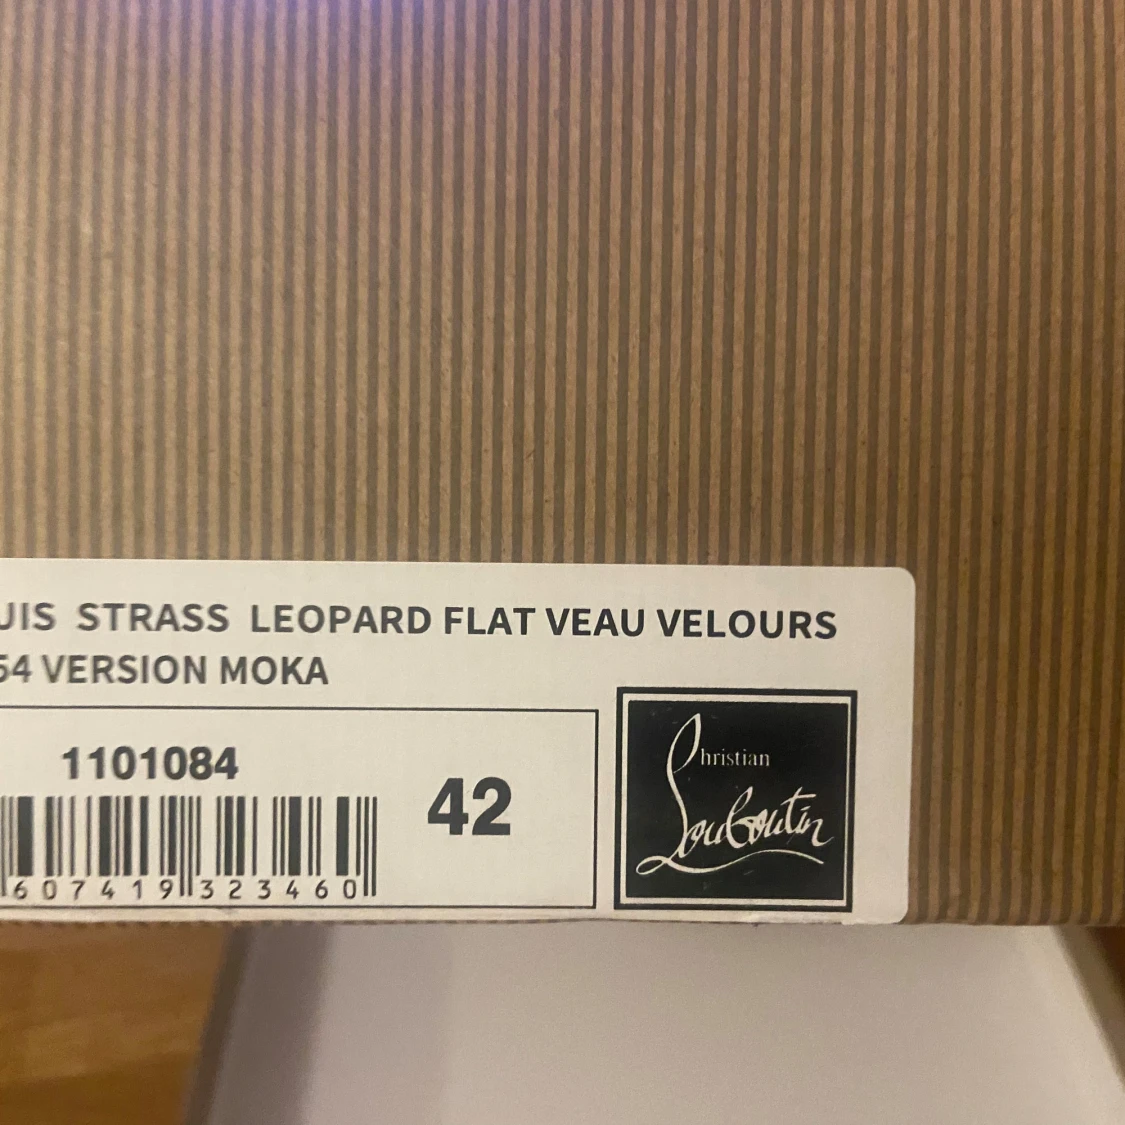 UIS STRASS LEOPARD FLAT VEAU VELOURS
54 VERSION MOKA
1101084
42
607419 323460
Christian
Louboutin